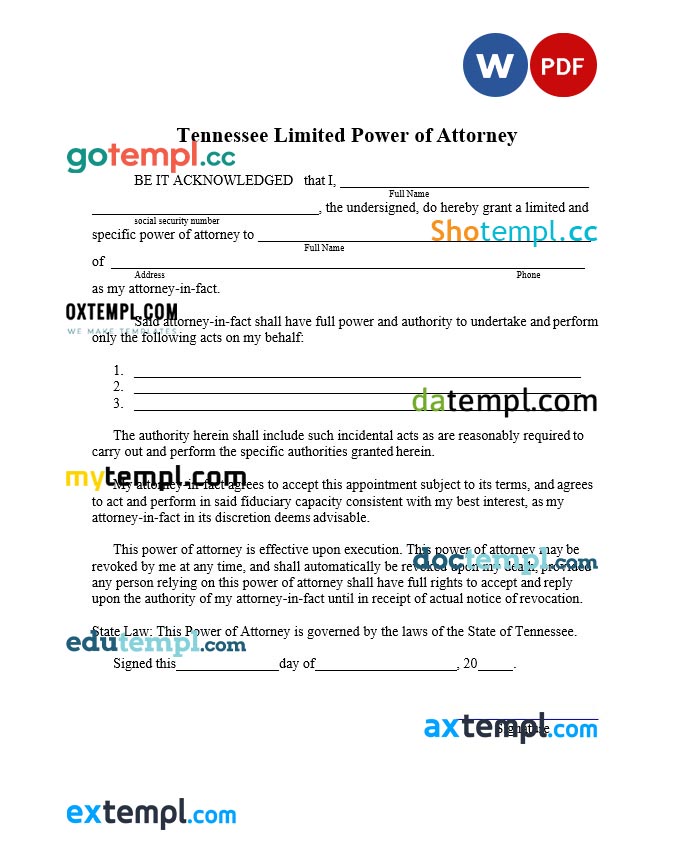 W PDF
Tennessee Limited Power of Attorney
gotempl.cc
BE IT ACKNOWLEDGED that I, ____
Full Name
____, the undersigned, do hereby grant a limited and
social security number
specific power of attorney to ____
Shotempl.cc
Full Name
of ____
Address Phone
as my attorney-in-fact.
OXTEMPL.COM
WE MAKE TEMPLATES
Said attorney-in-fact shall have full power and authority to undertake and perform
only the following acts on my behalf:
1. ____
2. ____
3. ____
datempl.com
The authority herein shall include such incidental acts as are reasonably required to
carry out and perform the specific authorities granted herein.
mytempl.com
My attorney-in-fact agrees to accept this appointment subject to its terms, and agrees
to act and perform in said fiduciary capacity consistent with my best interest, as my
attorney-in-fact in its discretion deems advisable.
This power of attorney is effective upon execution. This power of attorney may be
doctempl.com
revoked by me at any time, and shall automatically be revoked upon my death, provided
any person relying on this power of attorney shall have full rights to accept and reply
upon the authority of my attorney-in-fact until in receipt of actual notice of revocation.
State Law: This Power of Attorney is governed by the laws of the State of Tennessee.
edutempl.com
Signed this____day of____, 20____.
axtempl.com
Signature
extempl.com